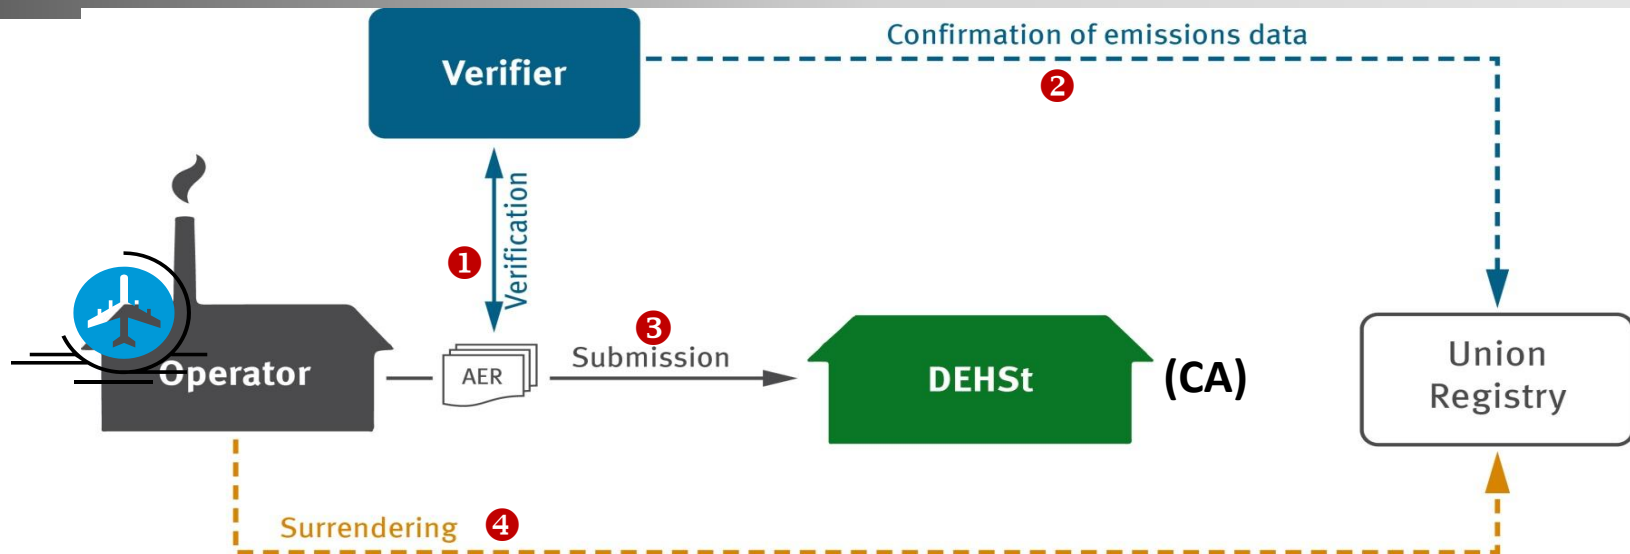 Confirmation of emissions data
Verifier
2
Verification
1
3
Submission
Operator
AER
DEHSt
(CA)
Union
Registry
Surrendering 4